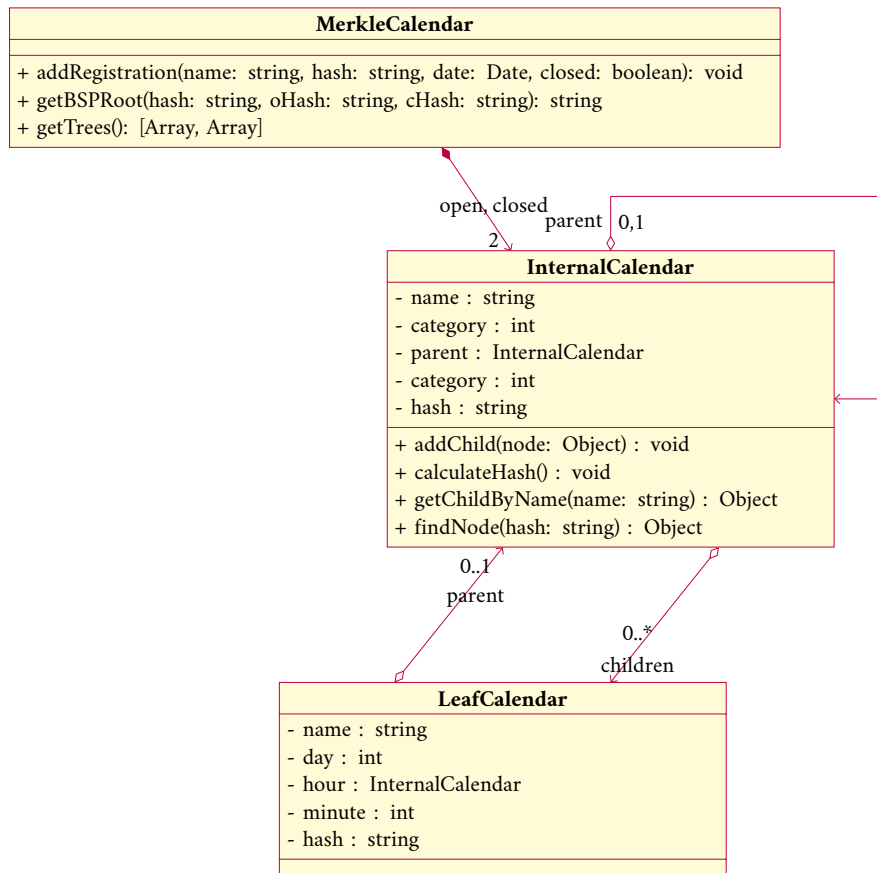 MerkleCalendar
+ addRegistration(name: string, hash: string, date: Date, closed: boolean): void
+ getBSPRoot(hash: string, oHash: string, cHash: string): string
+ getTrees(): [Array, Array]
open, closed
parent 0,1
2
InternalCalendar
- name : string
- category : int
- parent : InternalCalendar
- category : int
- hash : string
+ addChild(node: Object) : void
+ calculateHash() : void
+ getChildByName(name: string) : Object
+ findNode(hash: string) : Object
0..1
parent
0..*
children
LeafCalendar
- name : string
- day : int
- hour : InternalCalendar
- minute : int
- hash : string